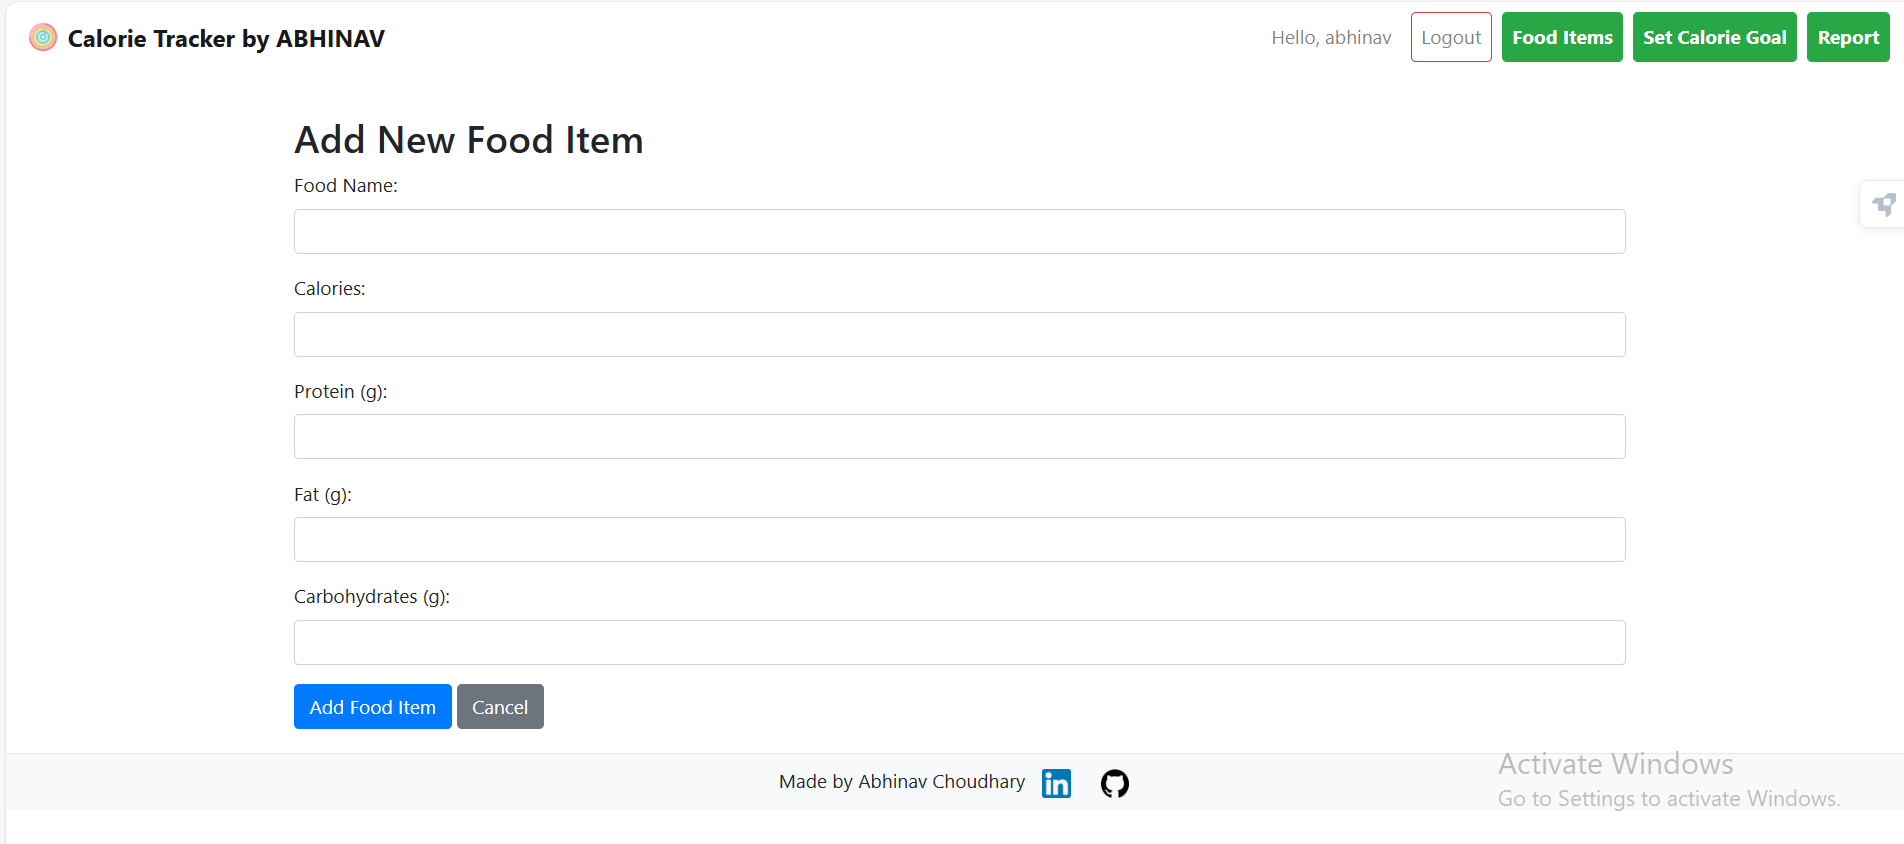 Calorie Tracker by ABHINAV
Hello, abhinav
Logout
Food Items
Set Calorie Goal
Report
Add New Food Item
Food Name:
Calories:
Protein (g):
Fat (g):
Carbohydrates (g):
Add Food Item
Cancel
Made by Abhinav Choudhary
in
Activate Windows
Go to Settings to activate Windows.